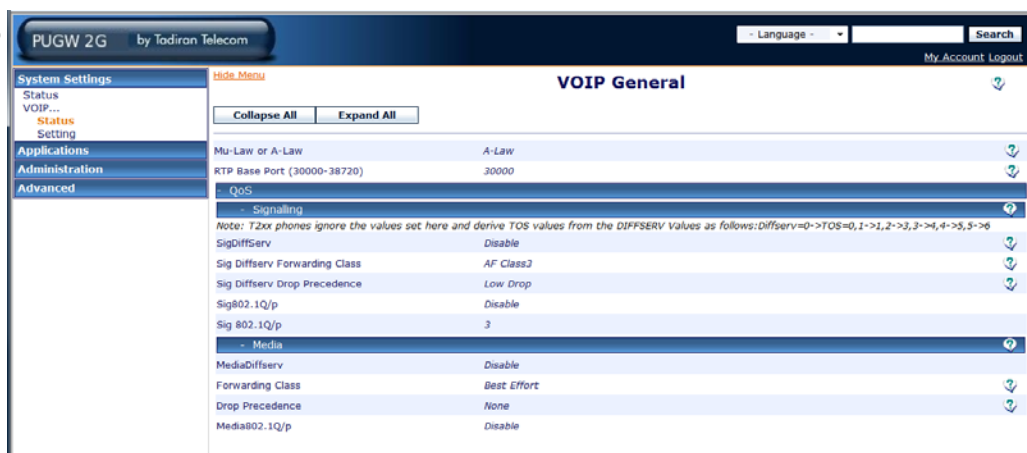 PUGW 2G by Tadiran Telecom
- Language - Search
My Account Logout
System Settings
Status
VOIP...
Status
Setting
Applications
Administration
Advanced
Hide Menu
VOIP General
Collapse All Expand All
Mu-Law or A-Law A-Law
RTP Base Port (30000-38720) 30000
- QoS
- Signalling
Note: T2xx phones ignore the values set here and derive TOS values from the DIFFSERV Values as follows:Diffserv=0->TOS=0,1->1,2->3,3->4,4->5,5->6
SigDiffServ Disable
Sig Diffserv Forwarding Class AF Class3
Sig Diffserv Drop Precedence Low Drop
Sig802.1Q/p Disable
Sig 802.1Q/p 3
- Media
MediaDiffserv Disable
Forwarding Class Best Effort
Drop Precedence None
Media802.1Q/p Disable